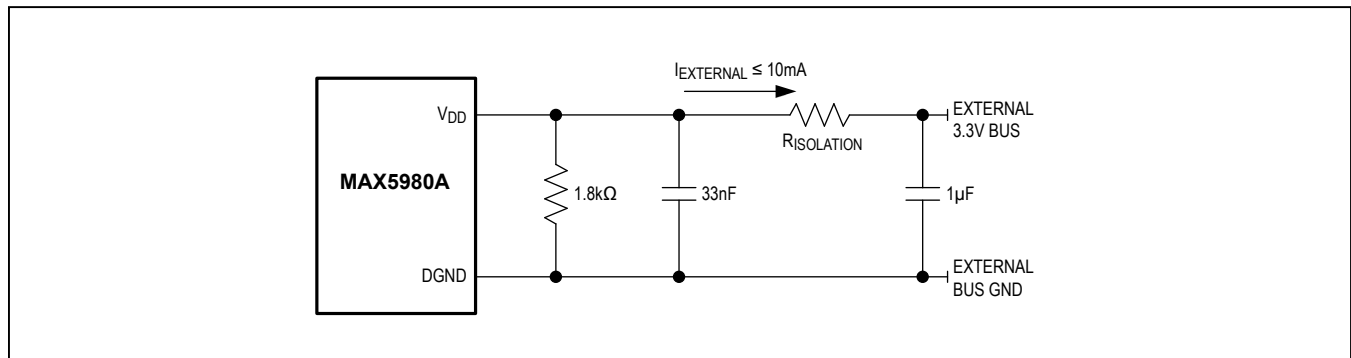 IEXTERNAL ≤ 10mA
VDD
EXTERNAL
3.3V BUS
RISOLATION
MAX5980A
1.8kΩ
33nF
1µF
DGND
EXTERNAL
BUS GND